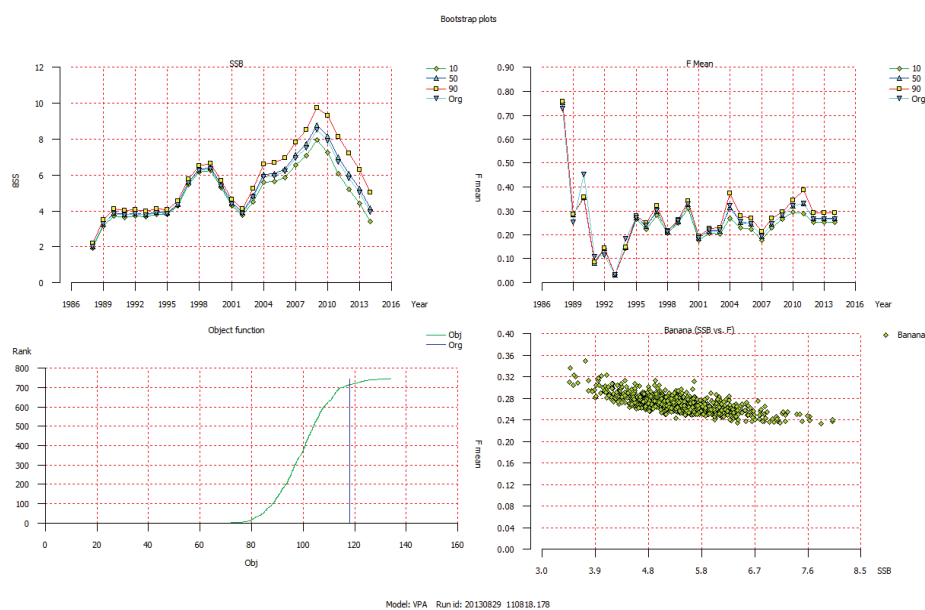 Bootstrap plots
SSB
12
10
8
6
4
2
0
SSB
1986 1989 1992 1995 1998 2001 2004 2007 2010 2013 2016 Year
10
50
90
Org
F Mean
0.90
0.80
0.70
0.60
0.50
0.40
0.30
0.20
0.10
0.00
F mean
1986 1989 1992 1995 1998 2001 2004 2007 2010 2013 2016 Year
10
50
90
Org
Object function
Rank
800
700
600
500
400
300
200
100
0
0 20 40 60 80 100 120 140 160
Obj
Obj
Org
Banana (SSB vs. F)
0.40
0.36
0.32
0.28
0.24
0.20
0.16
0.12
0.08
0.04
0.00
F mean
3.0 3.9 4.8 5.8 6.7 7.6 8.5 SSB
Banana
Model: VPA Run id: 20130829 110818.178